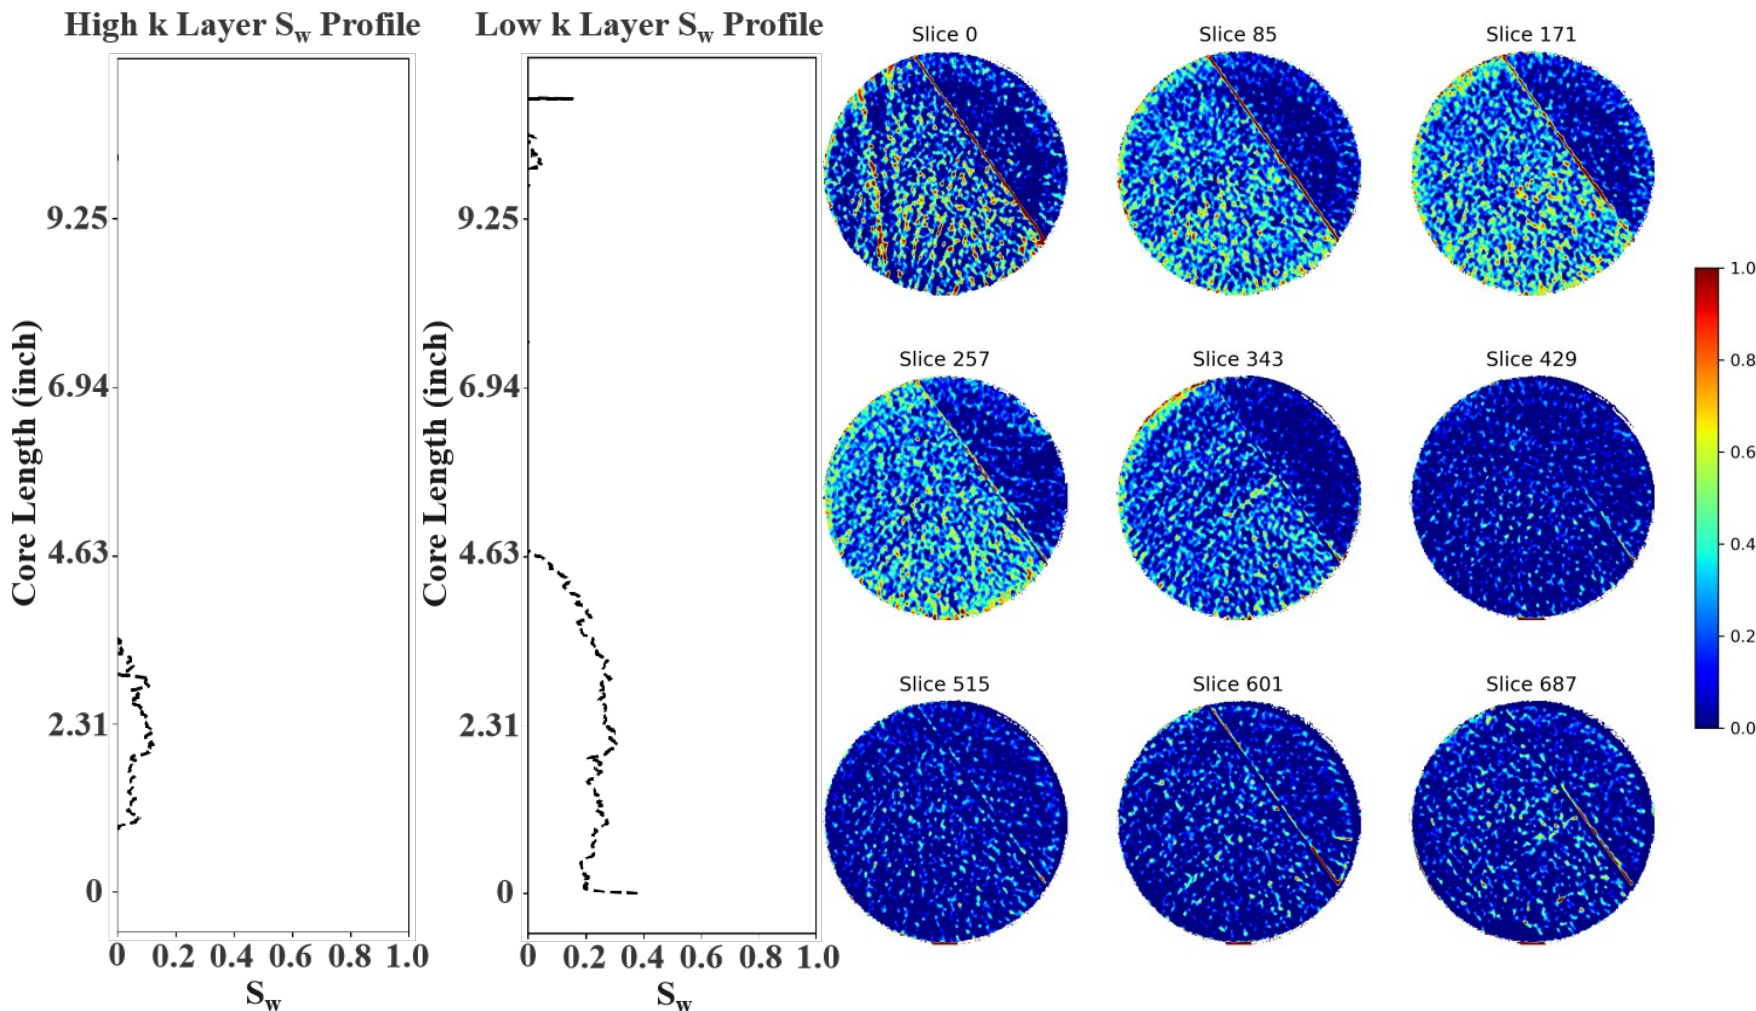 High k Layer Sw Profile
Core Length (inch)
9.25
6.94
4.63
2.31
0
0 0.2 0.4 0.6 0.8 1.0
Sw
Low k Layer Sw Profile
Core Length (inch)
9.25
6.94
4.63
2.31
0
0 0.2 0.4 0.6 0.8 1.0
Sw
Slice 0 Slice 85 Slice 171
Slice 257 Slice 343 Slice 429
Slice 515 Slice 601 Slice 687
1.0
0.8
0.6
0.4
0.2
0.0